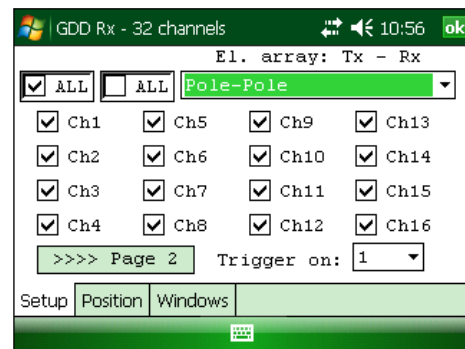 GDD Rx - 32 channels 10:56 ok
El. array: Tx - Rx
ALL ALL Pole-Pole
Ch1 Ch5 Ch9 Ch13
Ch2 Ch6 Ch10 Ch14
Ch3 Ch7 Ch11 Ch15
Ch4 Ch8 Ch12 Ch16
>>>> Page 2 Trigger on: 1
Setup Position Windows